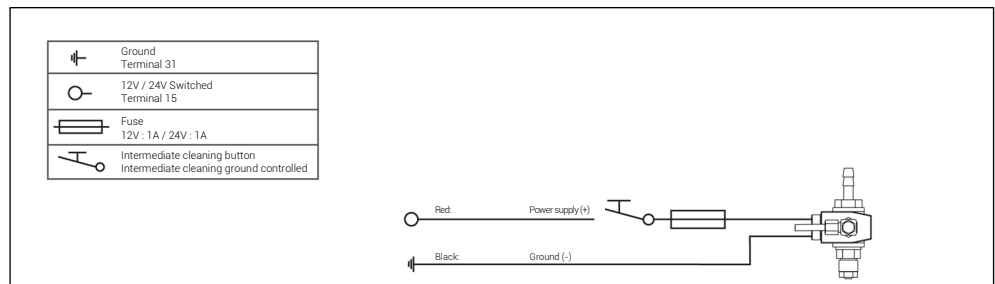 Ground
Terminal 31
12V / 24V Switched
Terminal 15
Fuse
12V : 1A / 24V : 1A
Intermediate cleaning button
Intermediate cleaning ground controlled
Red: Power supply (+)
Black: Ground (-)